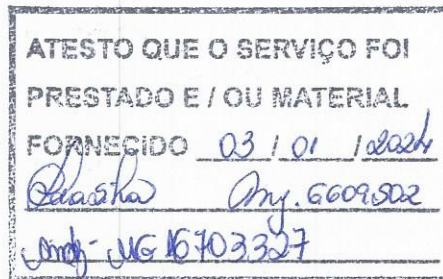 ATESTO QUE O SERVIÇO FOI
PRESTADO E / OU MATERIAL
FORNECIDO 03 / 01 / 2024
6609502
MG 16703327